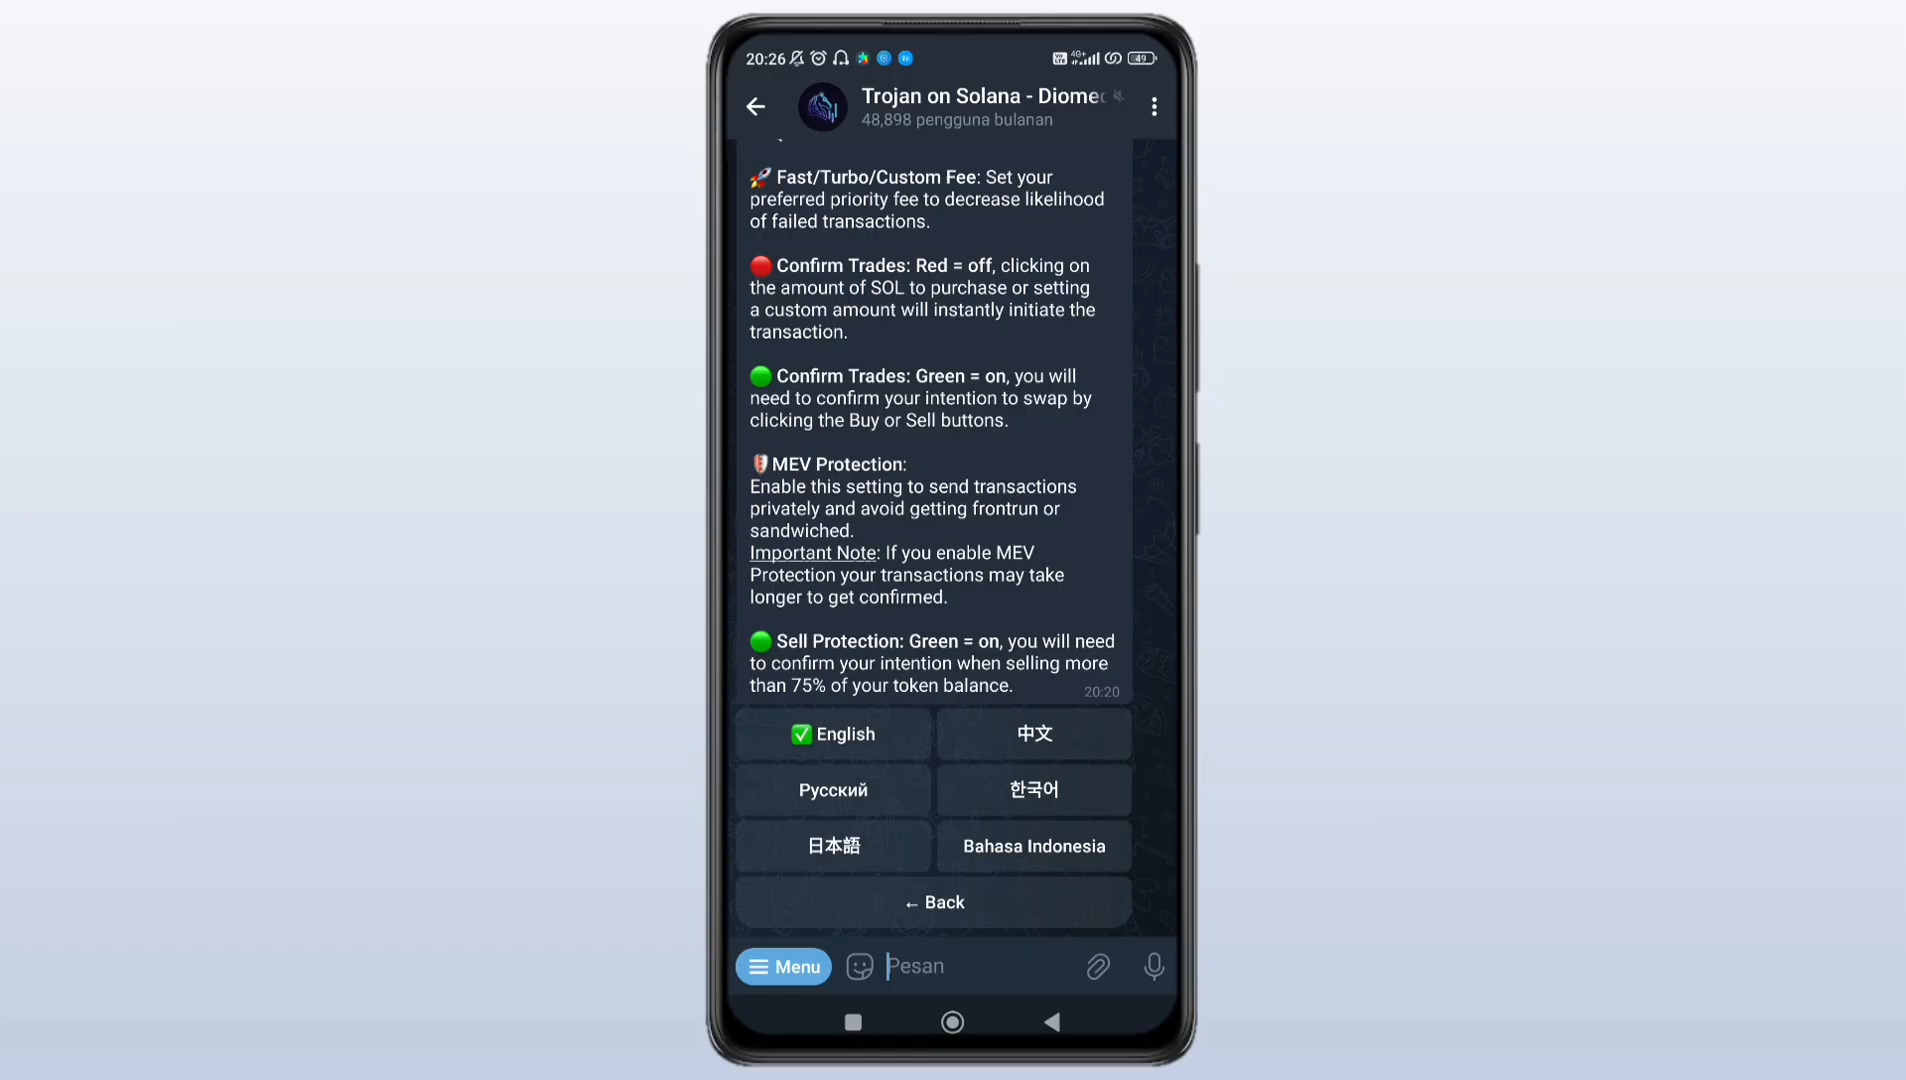 20:26
4G+
49
Trojan on Solana - Diomed
48,898 pengguna bulanan
🚀 Fast/Turbo/Custom Fee: Set your
preferred priority fee to decrease likelihood
of failed transactions.
🔴 Confirm Trades: Red = off, clicking on
the amount of SOL to purchase or setting
a custom amount will instantly initiate the
transaction.
🟢 Confirm Trades: Green = on, you will
need to confirm your intention to swap by
clicking the Buy or Sell buttons.
MEV Protection:
Enable this setting to send transactions
privately and avoid getting frontrun or
sandwiched.
Important Note: If you enable MEV
Protection your transactions may take
longer to get confirmed.
🟢 Sell Protection: Green = on, you will need
to confirm your intention when selling more
than 75% of your token balance.
20:20
✅ English
中文
Русский
한국어
日本語
Bahasa Indonesia
← Back
Menu
Pesan